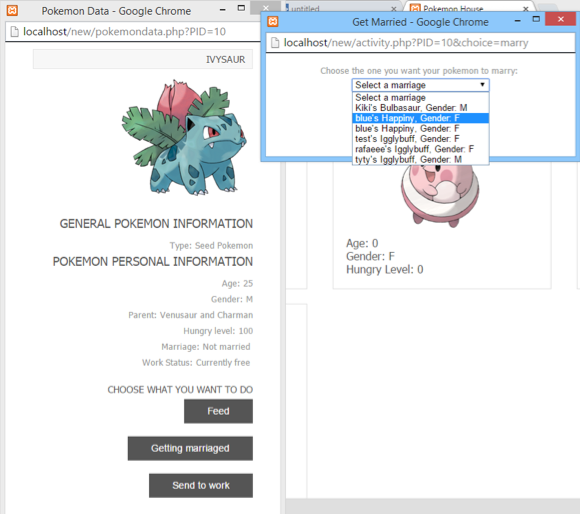 Pokemon Data - Google Chrome
localhost/new/pokemondata.php?PID=10
IVYSAUR
GENERAL POKEMON INFORMATION
Type: Seed Pokemon
POKEMON PERSONAL INFORMATION
Age: 25
Gender: M
Parent: Venusaur and Charman
Hungry level: 100
Marriage: Not married
Work Status: Currently free
CHOOSE WHAT YOU WANT TO DO
Feed
Getting marriaged
Send to work
untitled
Pokemon House
Get Married - Google Chrome
localhost/new/activity.php?PID=10&choice=marry
Choose the one you want your pokemon to marry:
Select a marriage
Select a marriage
Kiki's Bulbasaur, Gender: M
blue's Happiny, Gender: F
blue's Happiny, Gender: F
test's Igglybuff, Gender: F
rafaeee's Igglybuff, Gender: F
tyty's Igglybuff, Gender: M
Age: 0
Gender: F
Hungry Level: 0